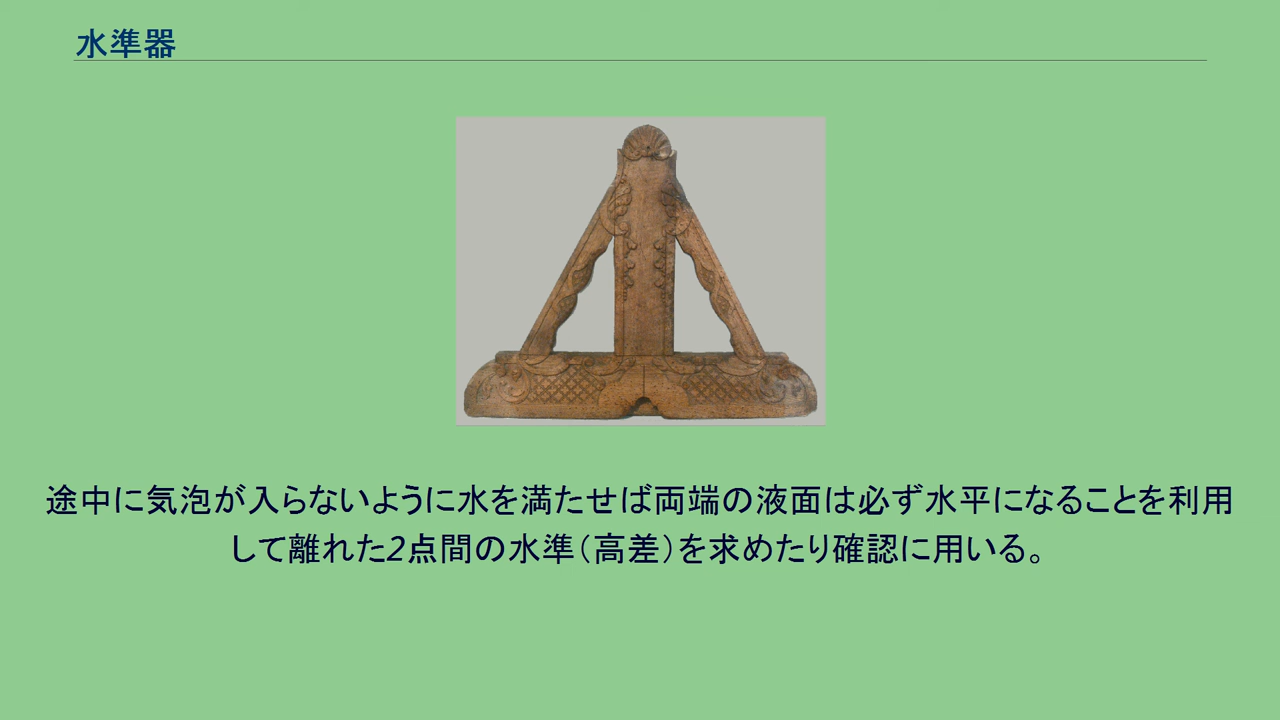 水準器
途中に気泡が入らないように水を満たせば両端の液面は必ず水平になることを利用
して離れた2点間の水準（高差）を求めたり確認に用いる。